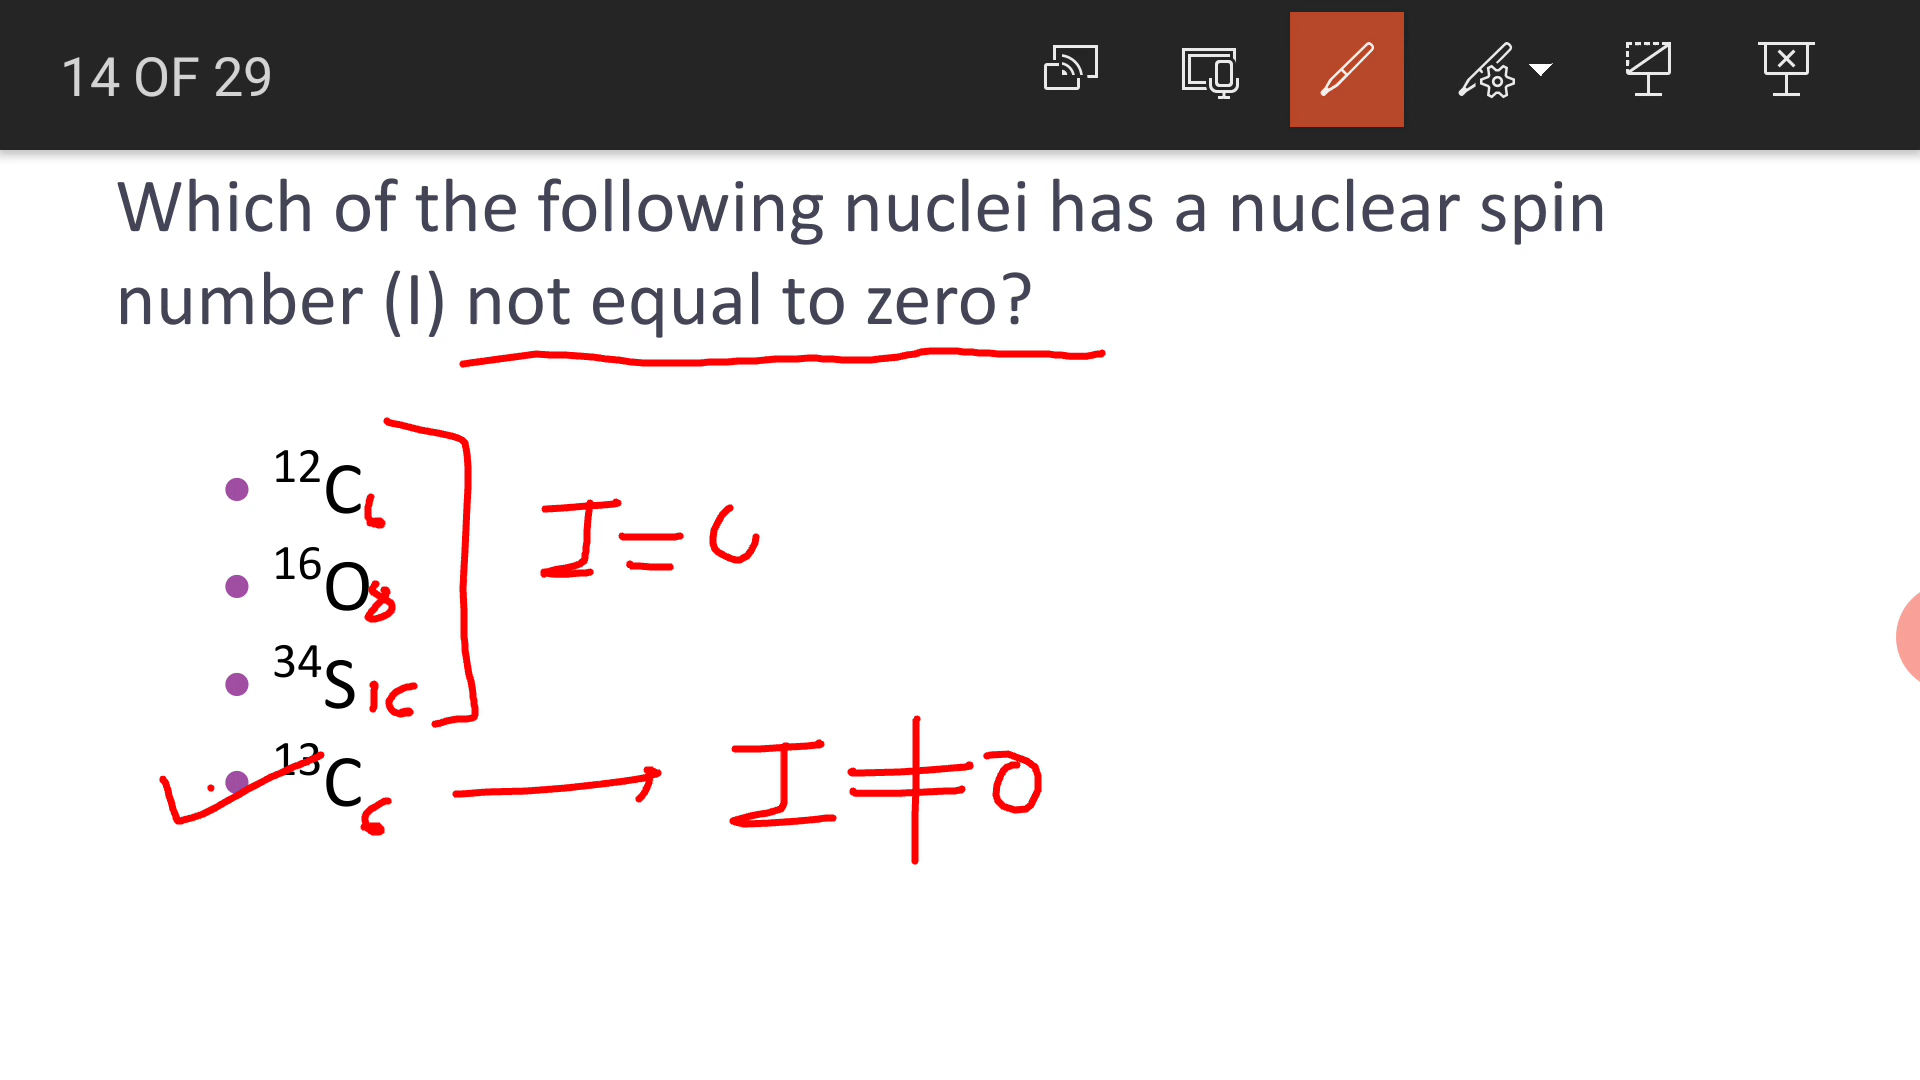 14 OF 29
Which of the following nuclei has a nuclear spin
number (I) not equal to zero?
• ¹²C₆
I = 0
• ¹⁶O₈
• ³⁴S₁₆
• ¹³C₆ → I ≠ 0